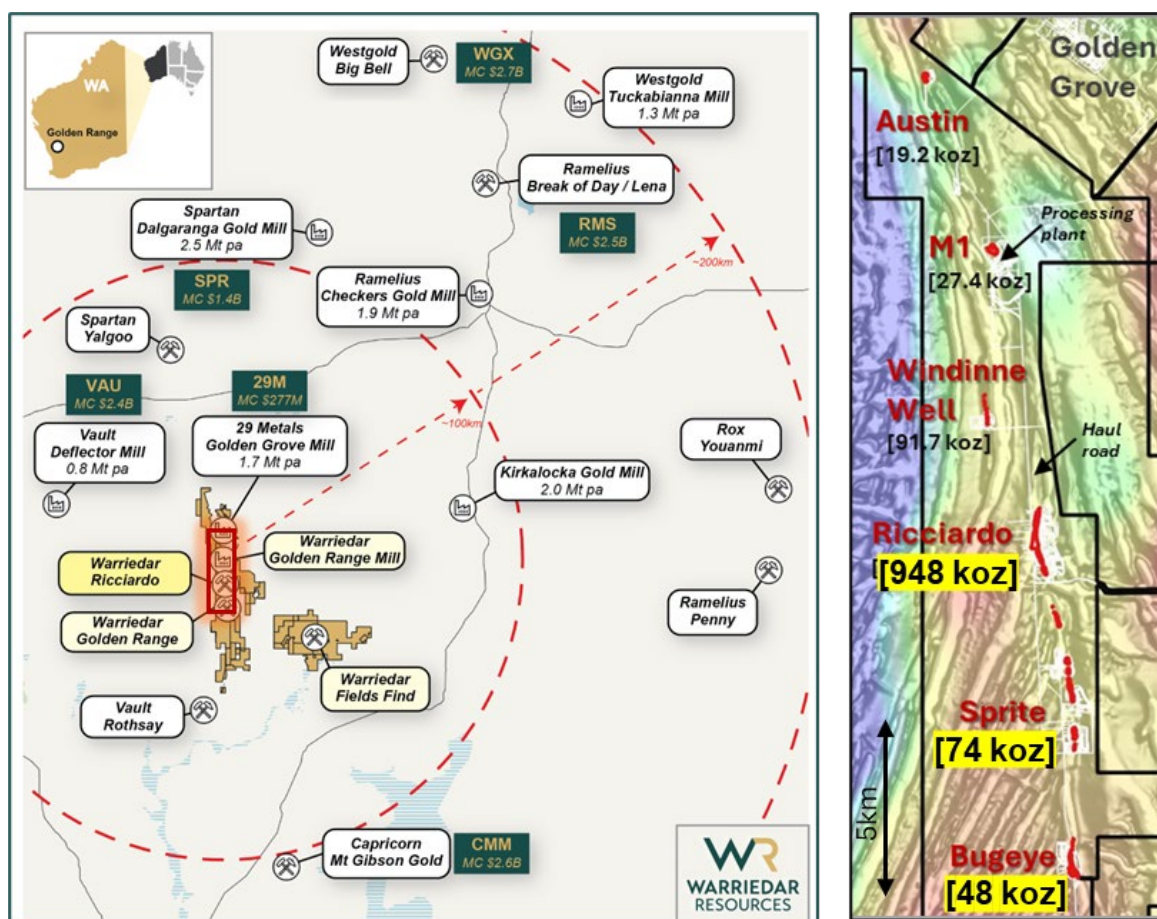 WA
Golden Range
Westgold
Big Bell
WGX
MC $2.7B
Westgold
Tuckabianna Mill
1.3 Mt pa
Ramelius
Break of Day / Lena
RMS
MC $2.5B
Spartan
Dalgaranga Gold Mill
2.5 Mt pa
SPR
MC $1.4B
Ramelius
Checkers Gold Mill
1.9 Mt pa
~200km
Spartan
Yalgoo
VAU
MC $2.4B
29M
MC $277M
~100km
Vault
Deflector Mill
0.8 Mt pa
29 Metals
Golden Grove Mill
1.7 Mt pa
Rox
Youanmi
Kirkalocka Gold Mill
2.0 Mt pa
Warriedar
Ricciardo
Warriedar
Golden Range Mill
Warriedar
Golden Range
Ramelius
Penny
Warriedar
Fields Find
Vault
Rothsay
Capricorn
Mt Gibson Gold
CMM
MC $2.6B
WR
WARRIEDAR
RESOURCES
Golden
Grove
Austin
[19.2 koz]
Processing
plant
M1
[27.4 koz]
Windinne
Well
[91.7 koz]
Haul
road
Ricciardo
[948 koz]
Sprite
[74 koz]
5km
Bugeye
[48 koz]